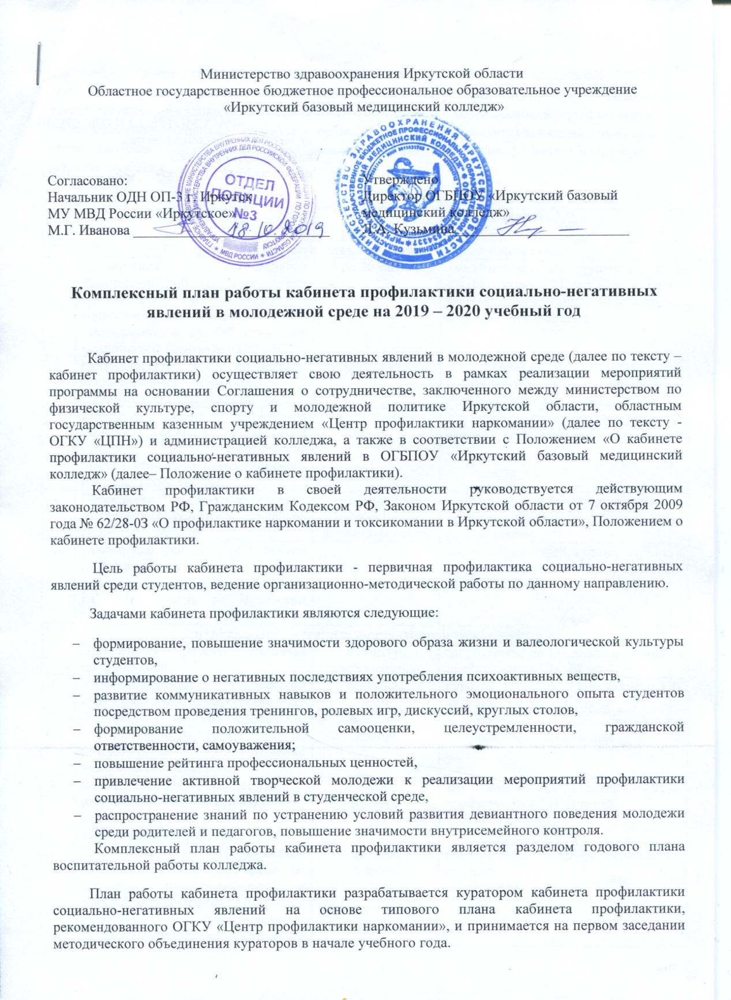 Министерство здравоохранения Иркутской области
Областное государственное бюджетное профессиональное образовательное учреждение
«Иркутский базовый медицинский колледж»
Согласовано:
Начальник ОДН ОП-3 г. Иркутск
МУ МВД России «Иркутское»
М.Г. Иванова 18.10.2019
ОТДЕЛ
ПОЛИЦИИ
№3
МВД РОССИИ
Утверждено
Директор ОГБПОУ «Иркутский базовый
медицинский колледж»
Л.А. Кузьмина
Комплексный план работы кабинета профилактики социально-негативных
явлений в молодежной среде на 2019 – 2020 учебный год
Кабинет профилактики социально-негативных явлений в молодежной среде (далее по тексту –
кабинет профилактики) осуществляет свою деятельность в рамках реализации мероприятий
программы на основании Соглашения о сотрудничестве, заключенного между министерством по
физической культуре, спорту и молодежной политике Иркутской области, областным
государственным казенным учреждением «Центр профилактики наркомании» (далее по тексту -
ОГКУ «ЦПН») и администрацией колледжа, а также в соответствии с Положением «О кабинете
профилактики социально-негативных явлений в ОГБПОУ «Иркутский базовый медицинский
колледж» (далее– Положение о кабинете профилактики).
Кабинет профилактики в своей деятельности руководствуется действующим
законодательством РФ, Гражданским Кодексом РФ, Законом Иркутской области от 7 октября 2009
года № 62/28-ОЗ «О профилактике наркомании и токсикомании в Иркутской области», Положением о
кабинете профилактики.
Цель работы кабинета профилактики - первичная профилактика социально-негативных
явлений среди студентов, ведение организационно-методической работы по данному направлению.
Задачами кабинета профилактики являются следующие:
– формирование, повышение значимости здорового образа жизни и валеологической культуры
студентов,
– информирование о негативных последствиях употребления психоактивных веществ,
– развитие коммуникативных навыков и положительного эмоционального опыта студентов
посредством проведения тренингов, ролевых игр, дискуссий, круглых столов,
– формирование положительной самооценки, целеустремленности, гражданской
ответственности, самоуважения;
– повышение рейтинга профессиональных ценностей,
– привлечение активной творческой молодежи к реализации мероприятий профилактики
социально-негативных явлений в студенческой среде,
– распространение знаний по устранению условий развития девиантного поведения молодежи
среди родителей и педагогов, повышение значимости внутрисемейного контроля.
Комплексный план работы кабинета профилактики является разделом годового плана
воспитательной работы колледжа.
План работы кабинета профилактики разрабатывается куратором кабинета профилактики
социально-негативных явлений на основе типового плана кабинета профилактики,
рекомендованного ОГКУ «Центр профилактики наркомании», и принимается на первом заседании
методического объединения кураторов в начале учебного года.